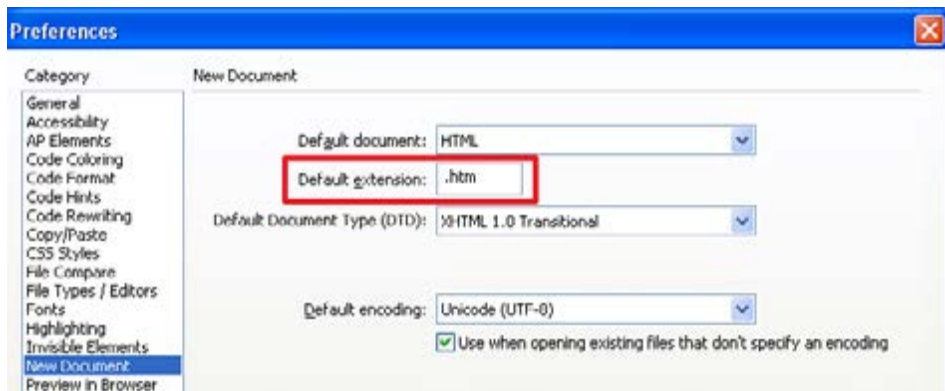 Preferences
Category
New Document
General
Accessibility
AP Elements
Code Coloring
Code Format
Code Hints
Code Rewriting
Copy/Paste
CSS Styles
File Compare
File Types / Editors
Fonts
Highlighting
Invisible Elements
New Document
Preview in Browser
Default document: HTML
Default extension: .htm
Default Document Type (DTD): XHTML 1.0 Transitional
Default encoding: Unicode (UTF-8)
Use when opening existing files that don't specify an encoding